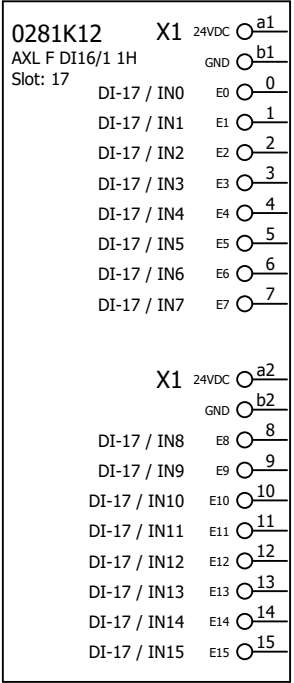 0281K12 X1 24VDC a1
AXL F DI16/1 1H GND b1
Slot: 17
DI-17 / IN0 E0 0
DI-17 / IN1 E1 1
DI-17 / IN2 E2 2
DI-17 / IN3 E3 3
DI-17 / IN4 E4 4
DI-17 / IN5 E5 5
DI-17 / IN6 E6 6
DI-17 / IN7 E7 7
X1 24VDC a2
GND b2
DI-17 / IN8 E8 8
DI-17 / IN9 E9 9
DI-17 / IN10 E10 10
DI-17 / IN11 E11 11
DI-17 / IN12 E12 12
DI-17 / IN13 E13 13
DI-17 / IN14 E14 14
DI-17 / IN15 E15 15